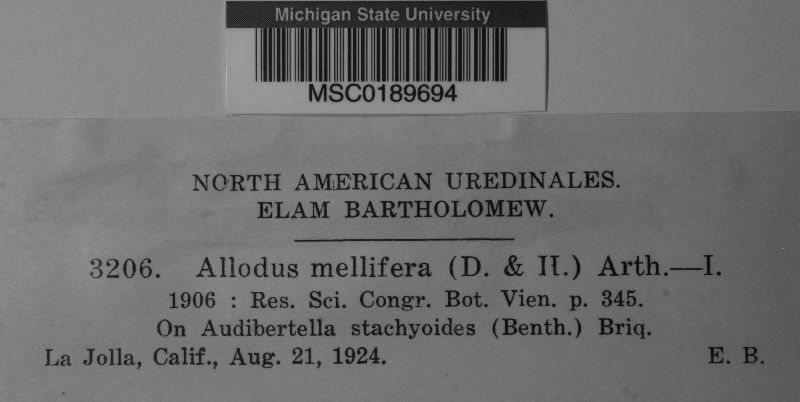 Michigan State University
MSC0189694
NORTH AMERICAN UREDINALES.
ELAM BARTHOLOMEW.
3206. Allodus mellifera (D. & H.) Arth.—I.
1906 : Res. Sci. Congr. Bot. Vien. p. 345.
On Audibertella stachyoides (Benth.) Briq.
La Jolla, Calif., Aug. 21, 1924. E. B.